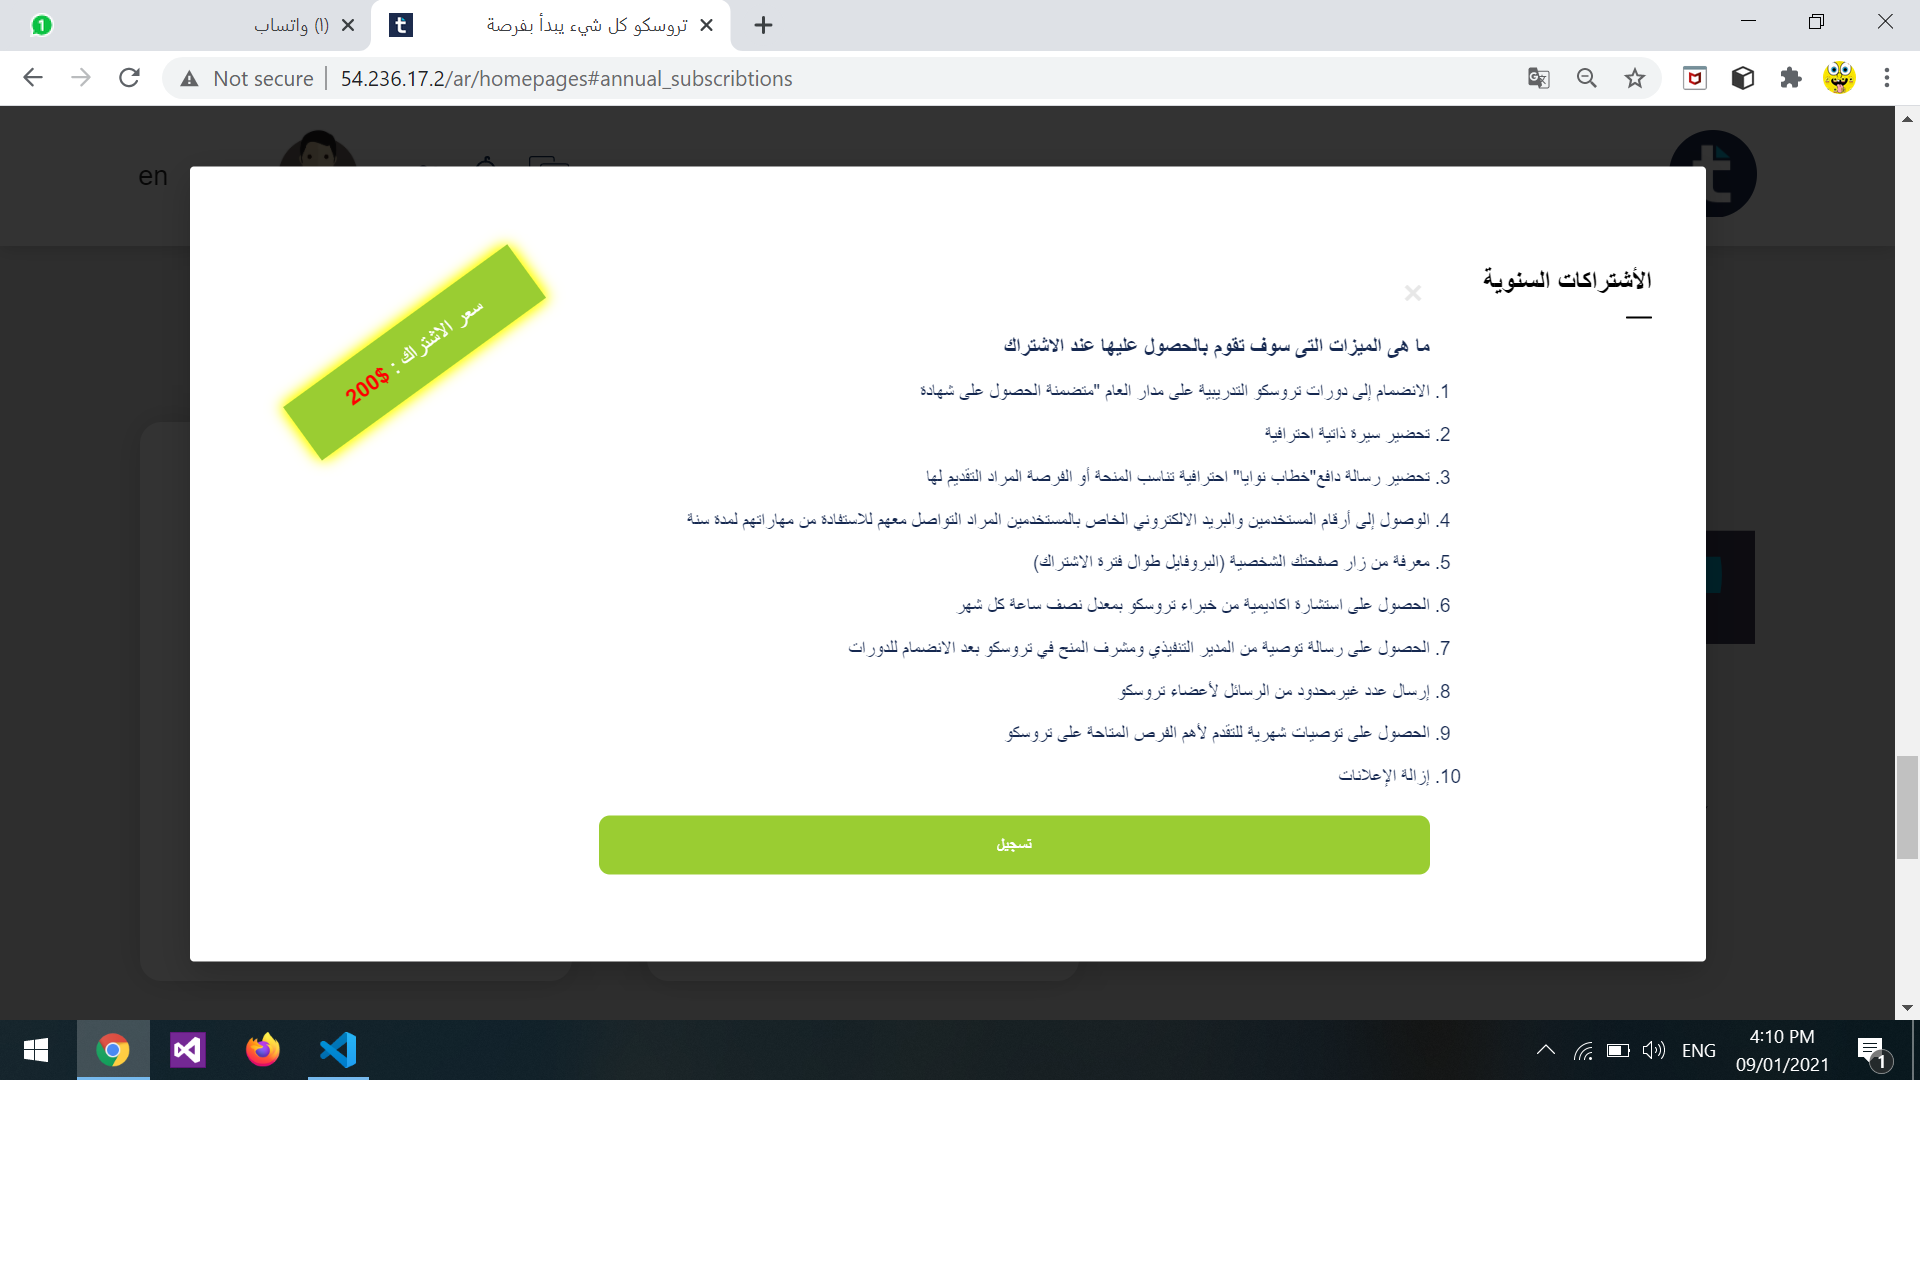 (١) واتساب
تروسكو كل شيء يبدأ بفرصة
Not secure
54.236.17.2/ar/homepages#annual_subscribtions
en
الأشتراكات السنوية
سعر الاشتراك : 200$
ما هى الميزات التى سوف تقوم بالحصول عليها عند الاشتراك
1. الانضمام إلى دورات تروسكو التدريبية على مدار العام "متضمنة الحصول على شهادة
2. تحضير سيرة ذاتية احترافية
3. تحضير رسالة دافع"خطاب نوايا" احترافية تناسب المنحة أو الفرصة المراد التقديم لها
4. الوصول إلى أرقام المستخدمين والبريد الالكتروني الخاص بالمستخدمين المراد التواصل معهم للاستفادة من مهاراتهم لمدة سنة
5. معرفة من زار صفحتك الشخصية (البروفايل طوال فترة الاشتراك)
6. الحصول على استشارة اكاديمية من خبراء تروسكو بمعدل نصف ساعة كل شهر
7. الحصول على رسالة توصية من المدير التنفيذي ومشرف المنح في تروسكو بعد الانضمام للدورات
8. إرسال عدد غيرمحدود من الرسائل لأعضاء تروسكو
9. الحصول على توصيات شهرية للتقدم لأهم الفرص المتاحة على تروسكو
10. إزالة الإعلانات
تسجيل
ENG
4:10 PM
09/01/2021
1